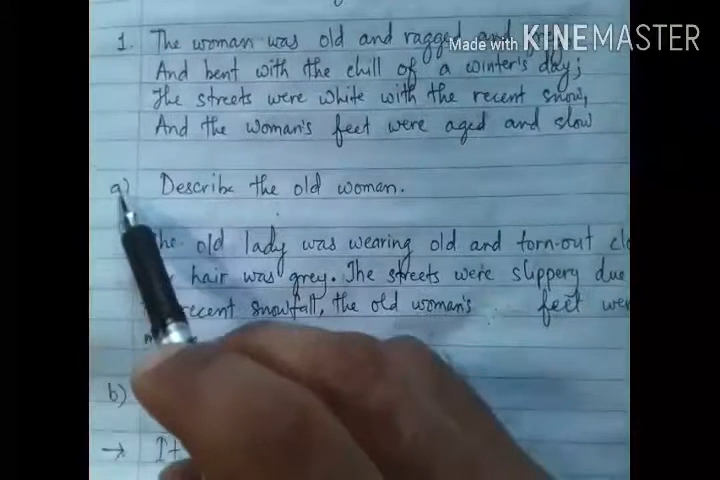 1. The woman was old and ragged and
Made with KINEMASTER
And bent with the chill of a winter's day;
The streets were white with the recent snow,
And the woman's feet were aged and slow
a) Describe the old woman.
old lady was wearing old and torn-out
hair was grey. The streets were slippery due
recent snowfall, the old woman's feet
b)
→ It